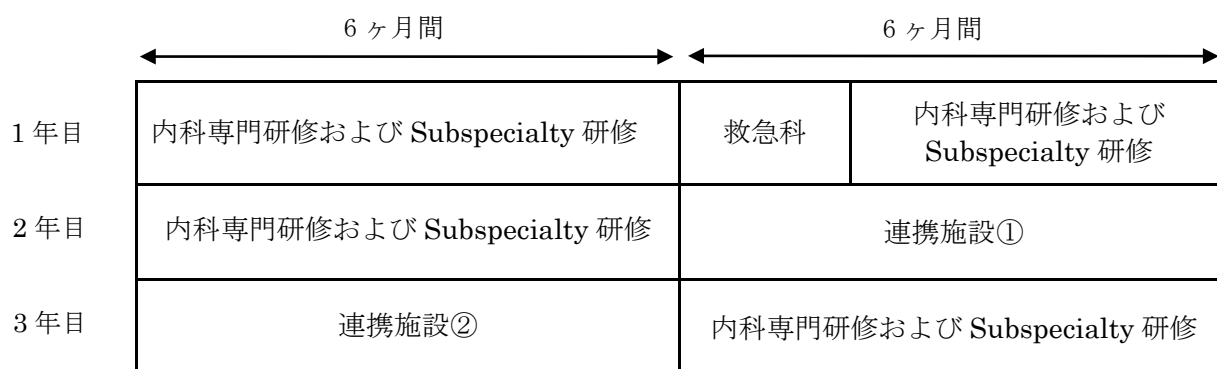 6 ヶ月間
6 ヶ月間
1 年目
内科専門研修および Subspecialty 研修
救急科
内科専門研修および
Subspecialty 研修
2 年目
内科専門研修および Subspecialty 研修
連携施設①
3 年目
連携施設②
内科専門研修および Subspecialty 研修